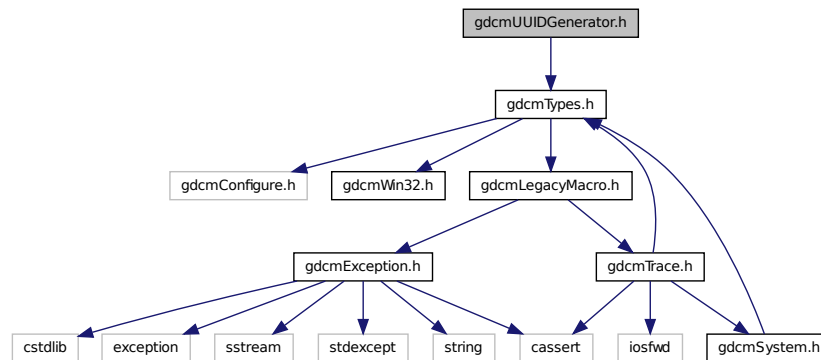 gdcmUUIDGenerator.h
gdcmTypes.h
gdcmConfigure.h
gdcmWin32.h
gdcmLegacyMacro.h
gdcmException.h
gdcmTrace.h
cstdlib
exception
sstream
stdexcept
string
cassert
iosfwd
gdcmSystem.h